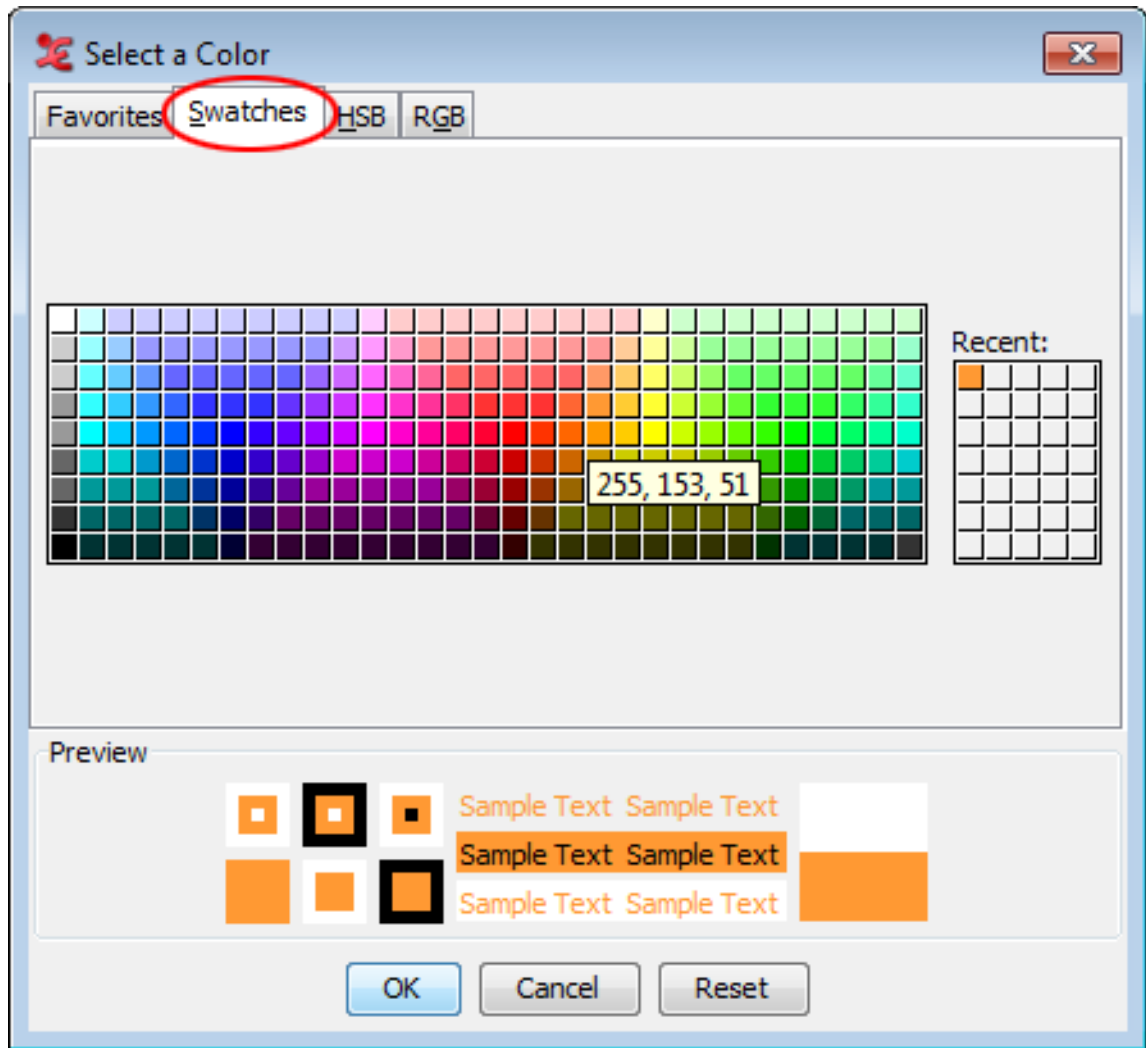 Select a Color
Favorites Swatches HSB RGB
Recent:
255, 153, 51
Preview
Sample Text Sample Text
Sample Text Sample Text
Sample Text Sample Text
OK Cancel Reset